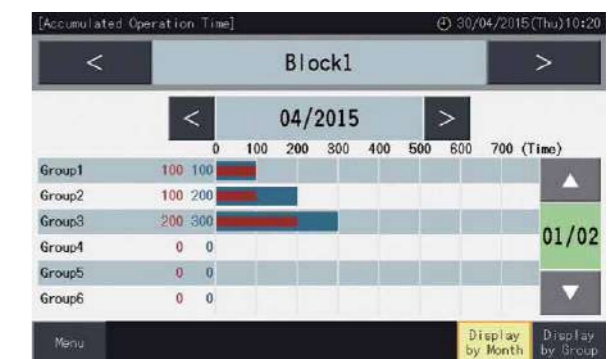 [Accumulated Operation Time] 30/04/2015(Thu)10:20
< Block1 >
< 04/2015 >
0 100 200 300 400 500 600 700 (Time)
Group1 100 100
Group2 100 200
Group3 200 300
Group4 0 0
Group5 0 0
Group6 0 0
01/02
Menu
Display by Month
Display by Group